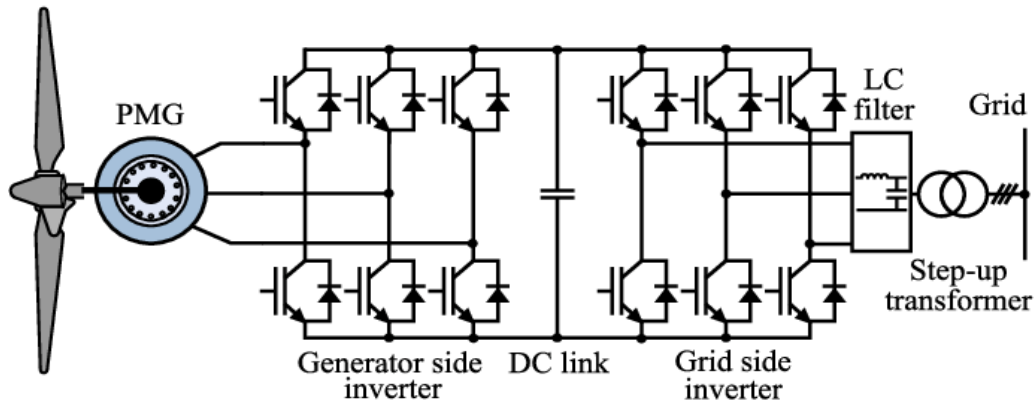 PMG
LC
filter
Grid
Step-up
transformer
Generator side
inverter
DC link
Grid side
inverter